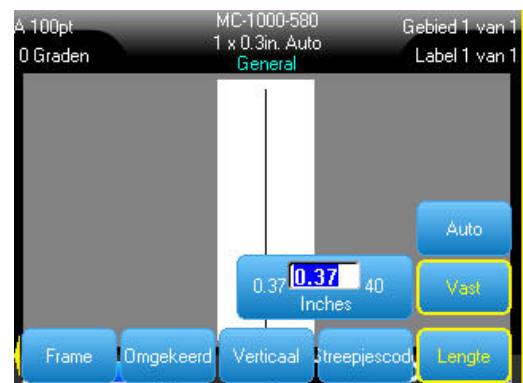 A 100pt
MC-1000-580
Gebied 1 van 1
0 Graden
1 x 0.3in. Auto
Label 1 van 1
General
Auto
0.37 0.37 40
Inches
Vast
Frame
Omgekeerd
Verticaal
Streepjescode
Lengte